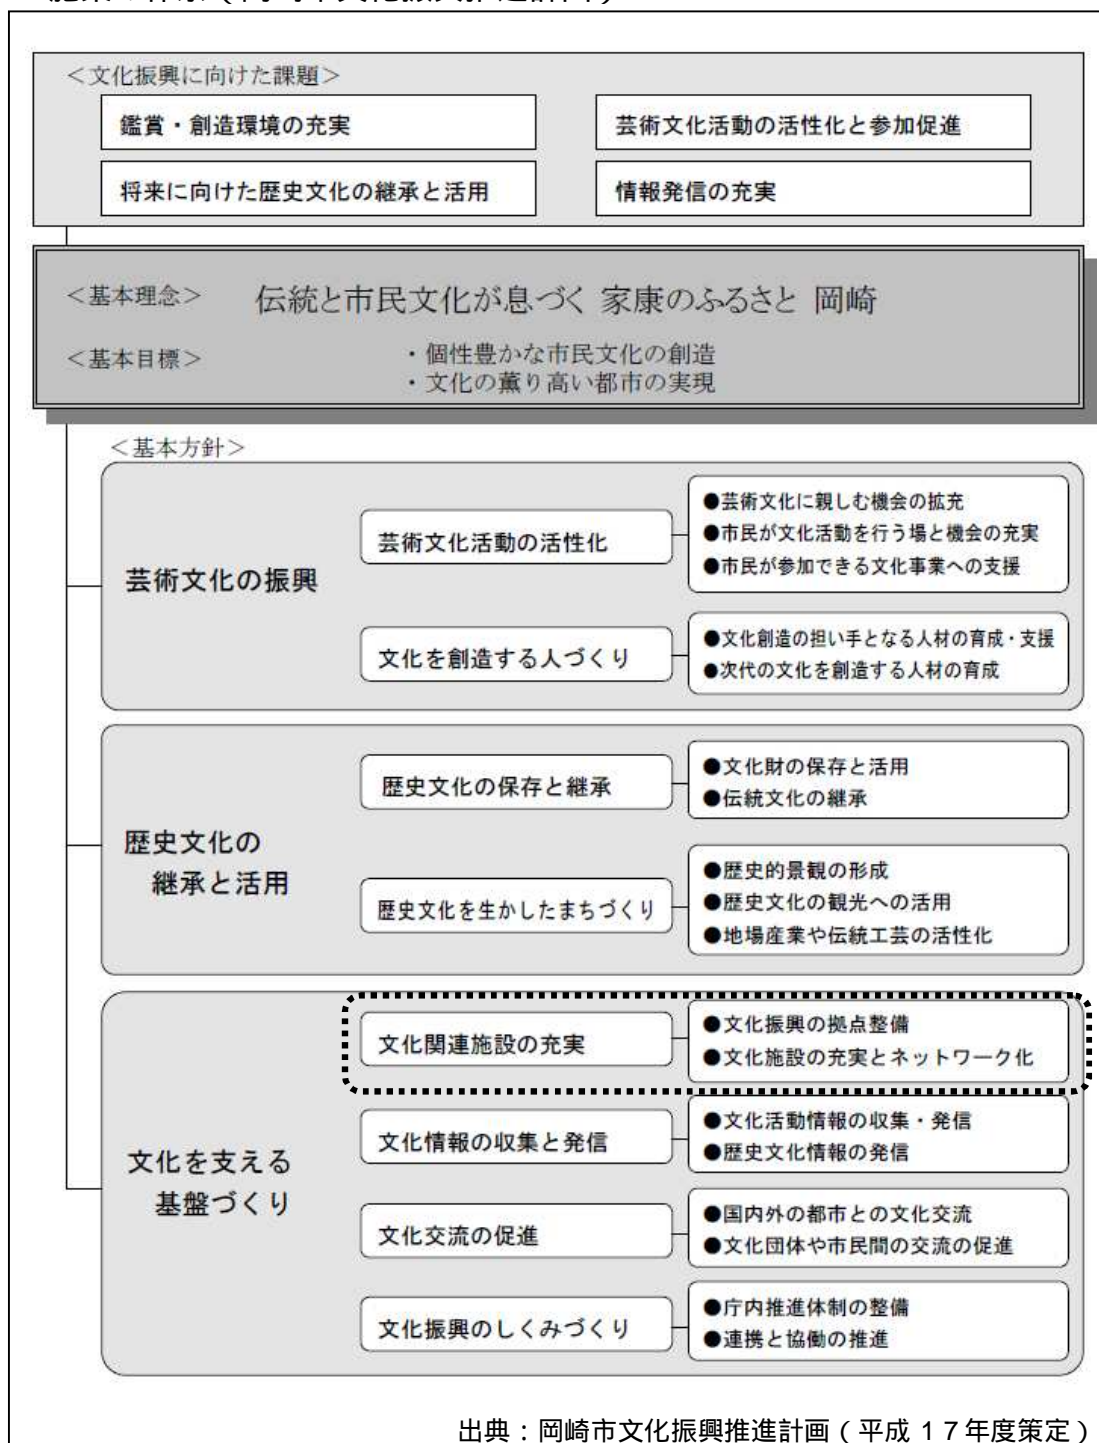 ＜文化振興に向けた課題＞
鑑賞・創造環境の充実
芸術文化活動の活性化と参加促進
将来に向けた歴史文化の継承と活用
情報発信の充実
＜基本理念＞ 伝統と市民文化が息づく 家康のふるさと 岡崎
＜基本目標＞ ・個性豊かな市民文化の創造
・文化の薫り高い都市の実現
＜基本方針＞
芸術文化の振興
芸術文化活動の活性化
●芸術文化に親しむ機会の拡充
●市民が文化活動を行う場と機会の充実
●市民が参加できる文化事業への支援
文化を創造する人づくり
●文化創造の担い手となる人材の育成・支援
●次代の文化を創造する人材の育成
歴史文化の
継承と活用
歴史文化の保存と継承
●文化財の保存と活用
●伝統文化の継承
歴史文化を生かしたまちづくり
●歴史的景観の形成
●歴史文化の観光への活用
●地場産業や伝統工芸の活性化
文化を支える
基盤づくり
文化関連施設の充実
●文化振興の拠点整備
●文化施設の充実とネットワーク化
文化情報の収集と発信
●文化活動情報の収集・発信
●歴史文化情報の発信
文化交流の促進
●国内外の都市との文化交流
●文化団体や市民間の交流の促進
文化振興のしくみづくり
●庁内推進体制の整備
●連携と協働の推進
出典：岡崎市文化振興推進計画（平成 １７年度策定）